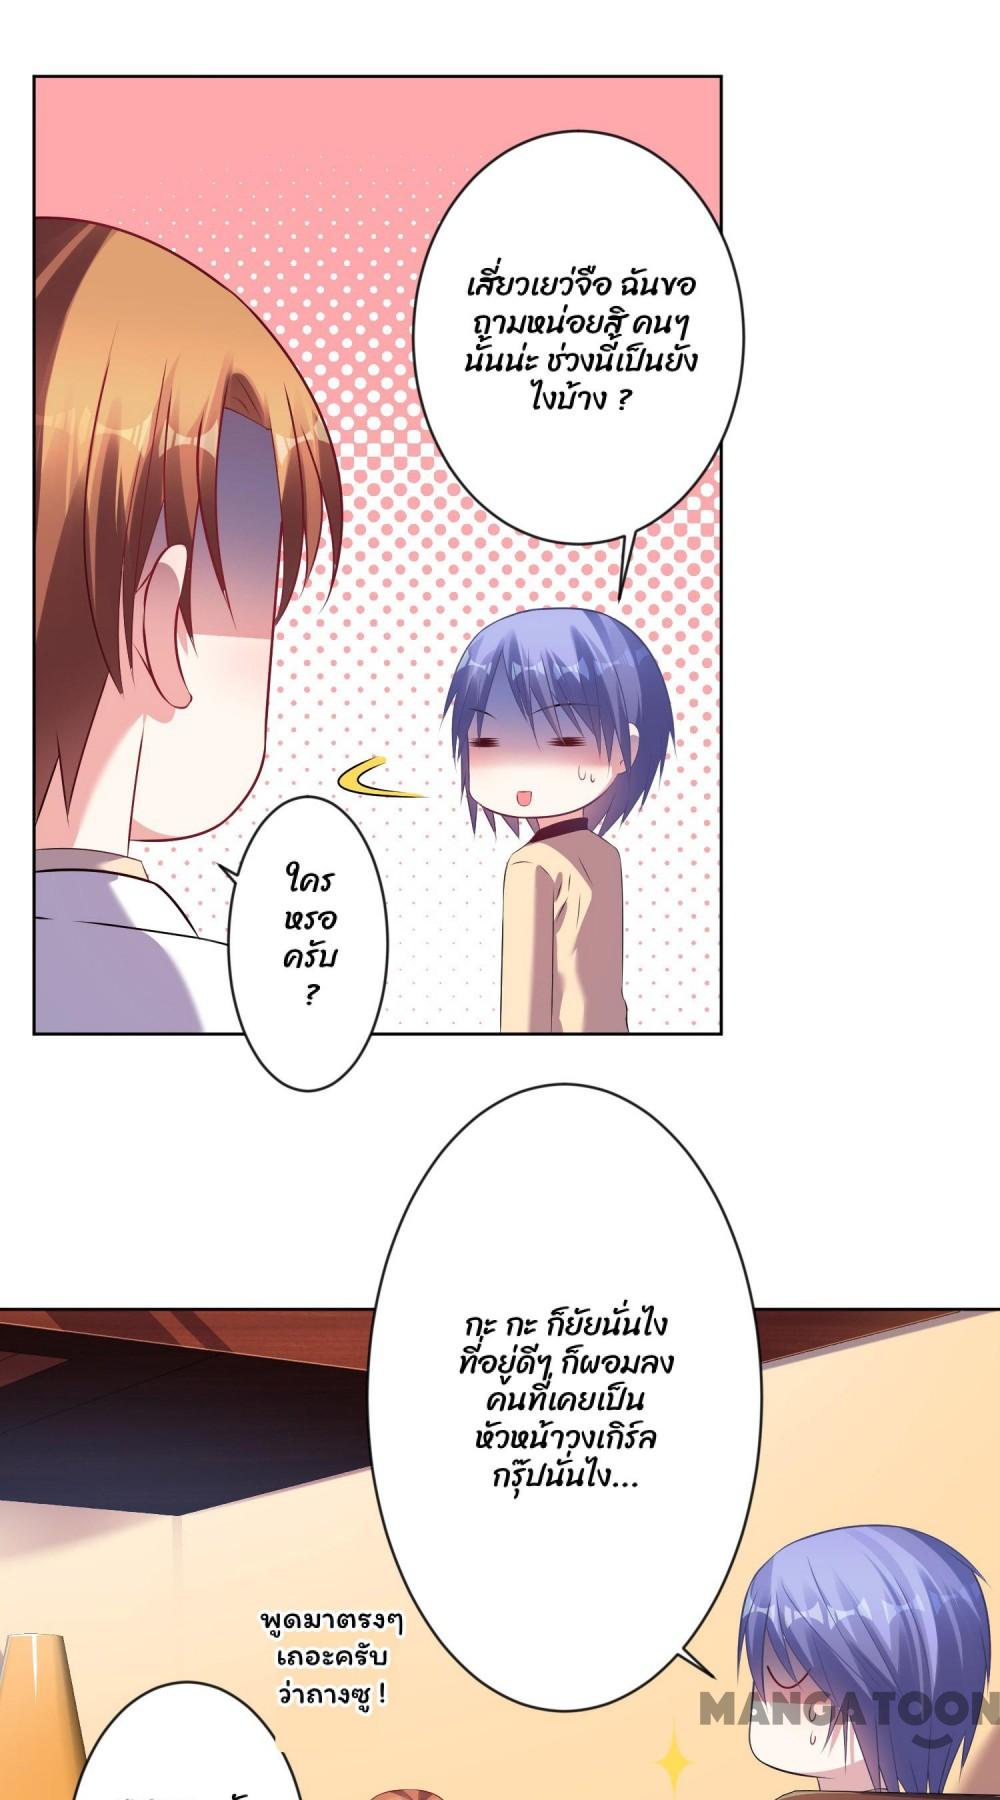 เสี่ยวเยว่จือ ฉันขอ
ถามหน่อยสิ คนๆ
นั้นน่ะ ช่วงนี้เป็นยัง
ไงบ้าง ?
ใคร
หรอ
ครับ
?
กะ กะ ก็ยัยนั่นไง
ที่อยู่ดีๆ ก็ผอมลง
คนที่เคยเป็น
หัวหน้าวงเกิร์ล
กรุ๊ปนั่นไง...
พูดมาตรงๆ
เถอะครับ
ว่าถางซู !
MANGATOON